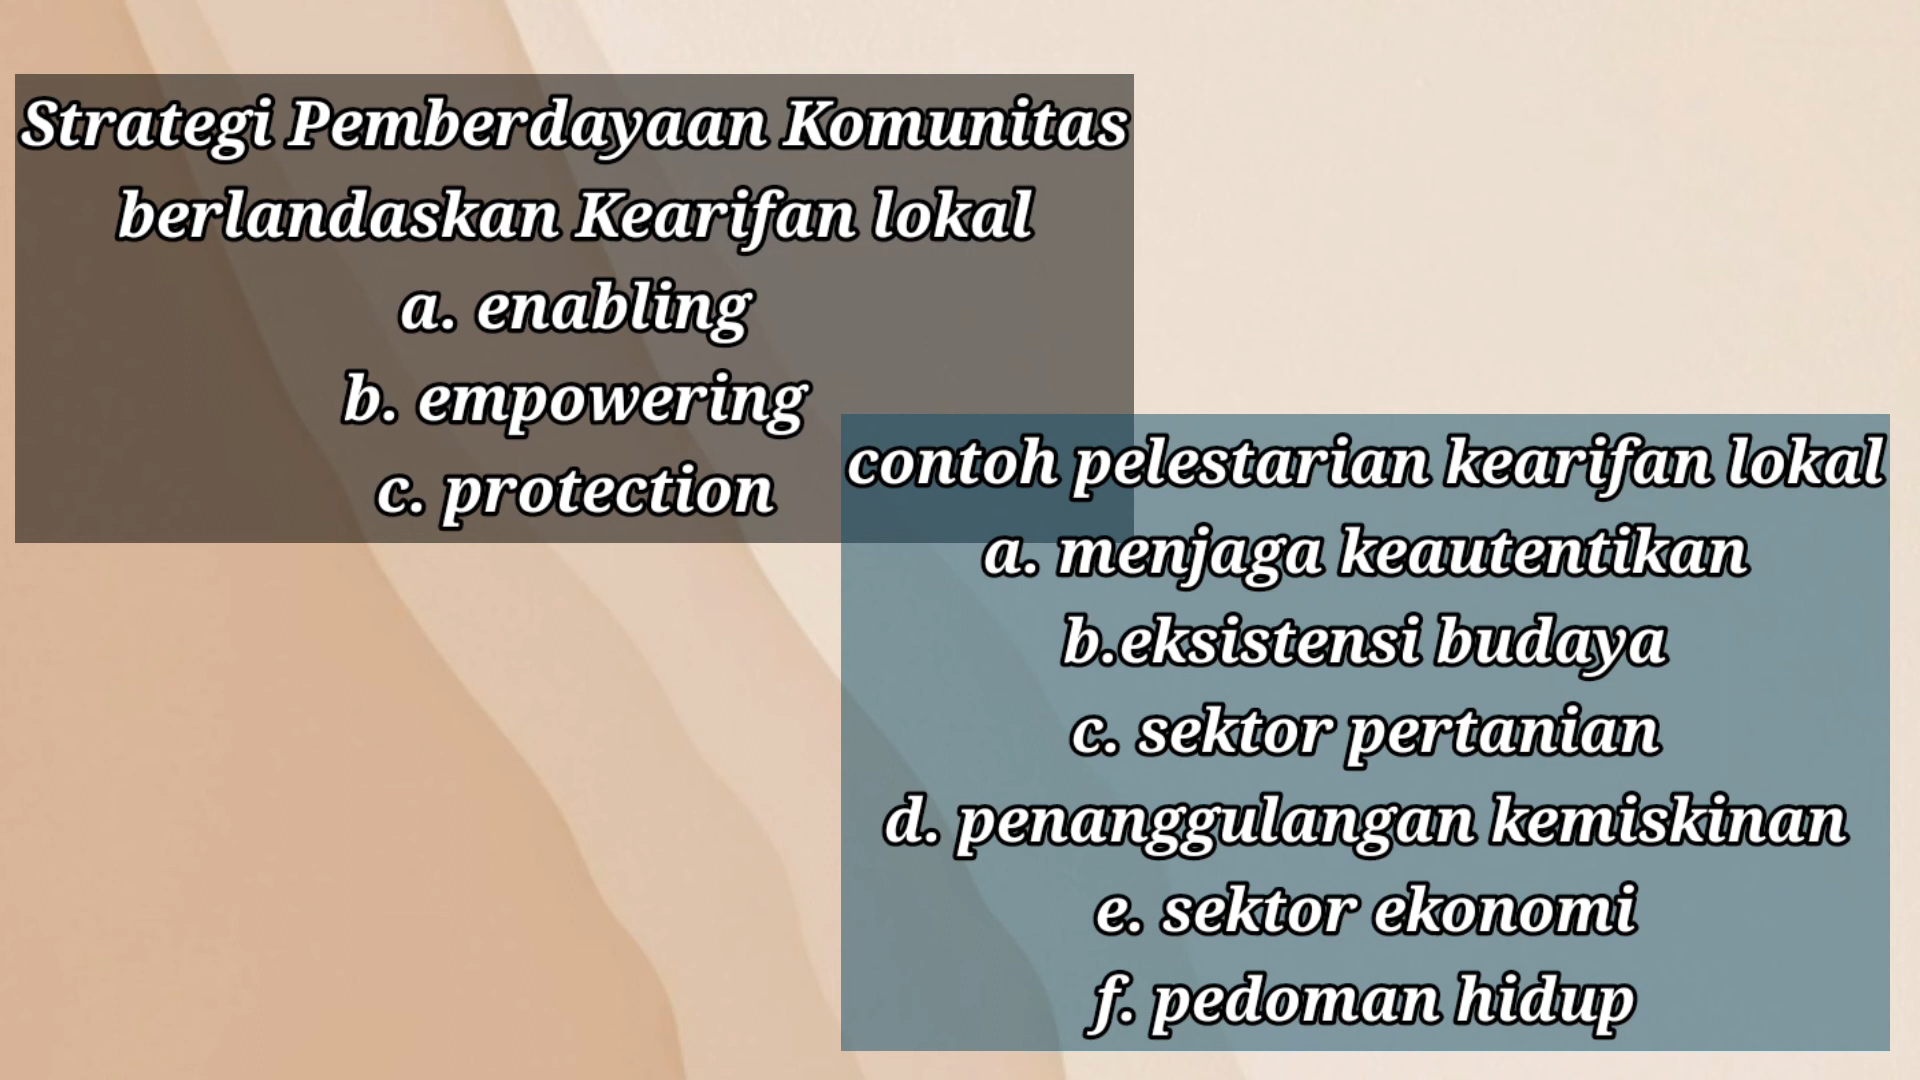 Strategi Pemberdayaan Komunitas
berlandaskan Kearifan lokal
a. enabling
b. empowering
c. protection
contoh pelestarian kearifan lokal
a. menjaga keautentikan
b.eksistensi budaya
c. sektor pertanian
d. penanggulangan kemiskinan
e. sektor ekonomi
f. pedoman hidup